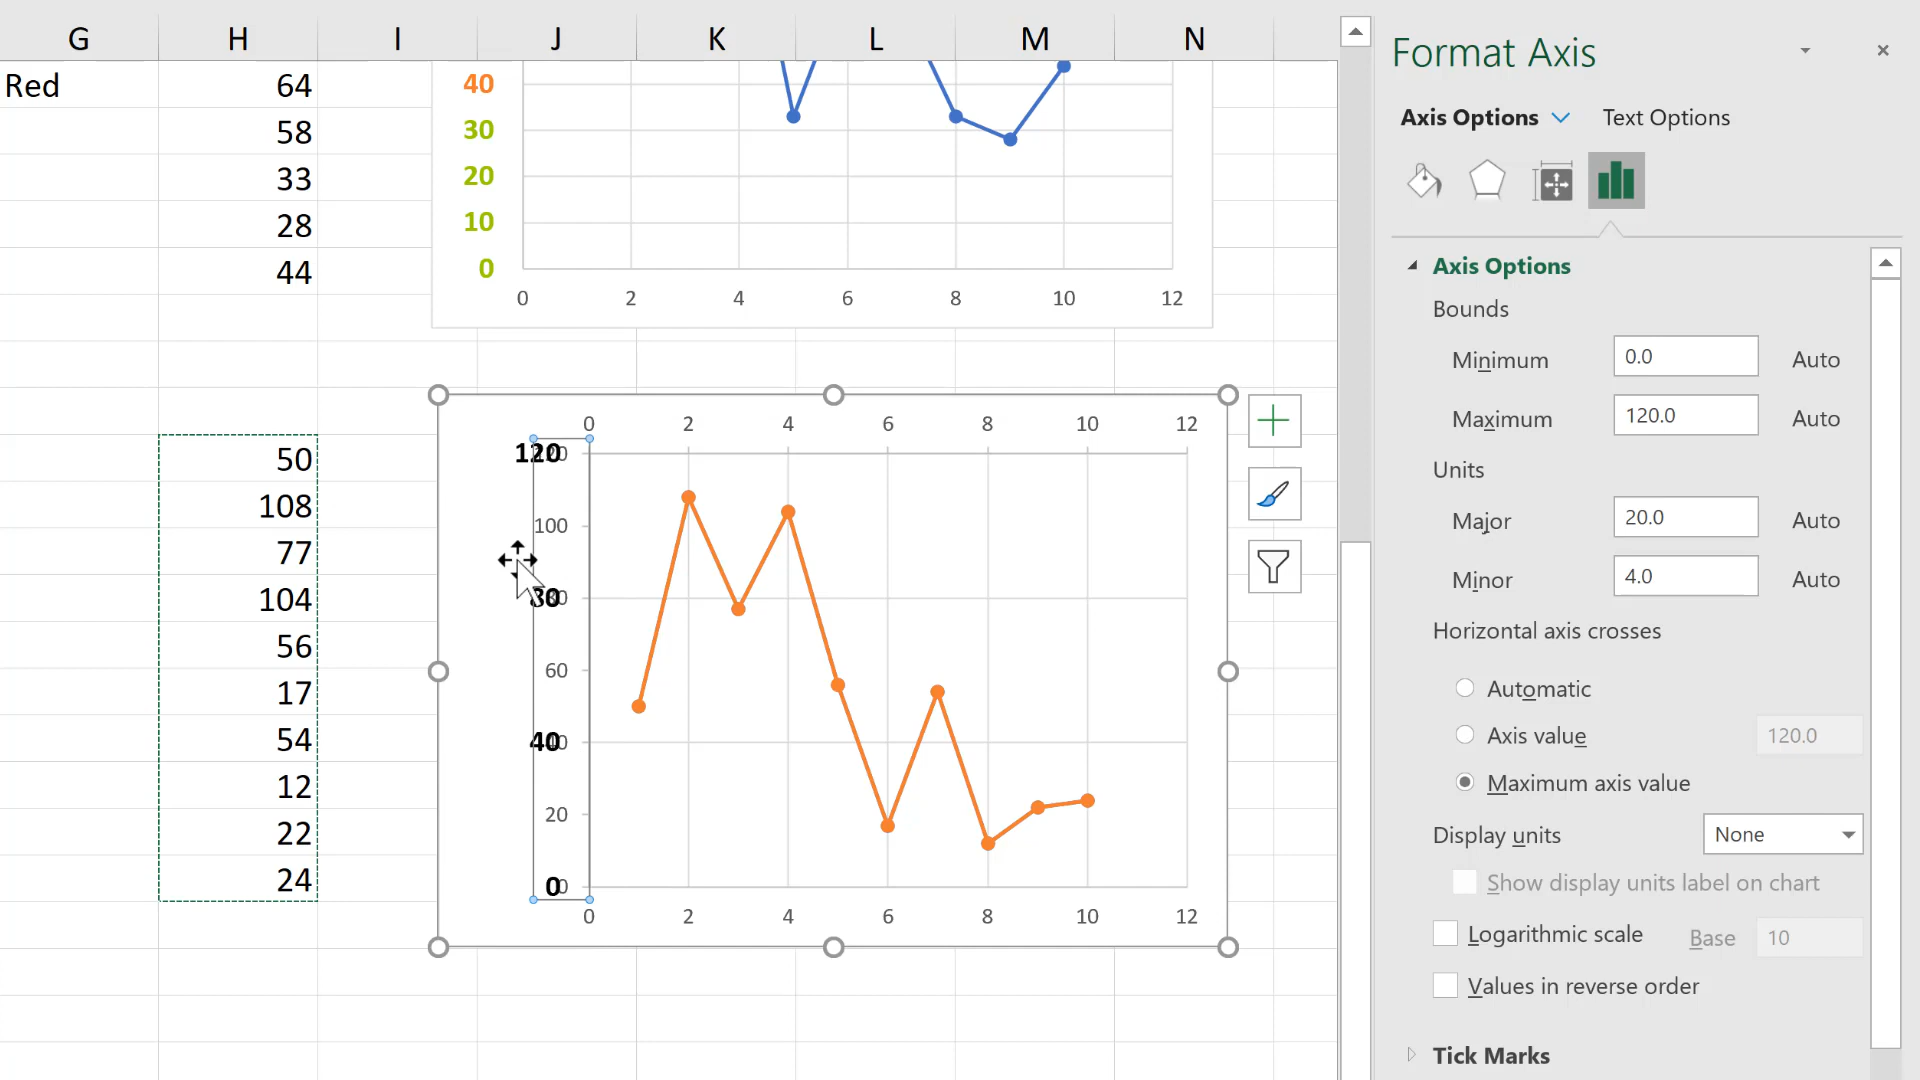 G H I J K L M N
Red 64
58
33
28
44
40
30
20
10
0
0 2 4 6 8 10 12
50
108
77
104
56
17
54
12
22
24
0 2 4 6 8 10 12
120
100
80
60
40
20
0
0 2 4 6 8 10 12
Format Axis
Axis Options Text Options
Axis Options
Bounds
Minimum 0.0 Auto
Maximum 120.0 Auto
Units
Major 20.0 Auto
Minor 4.0 Auto
Horizontal axis crosses
Automatic
Axis value 120.0
Maximum axis value
Display units None
Show display units label on chart
Logarithmic scale Base 10
Values in reverse order
Tick Marks